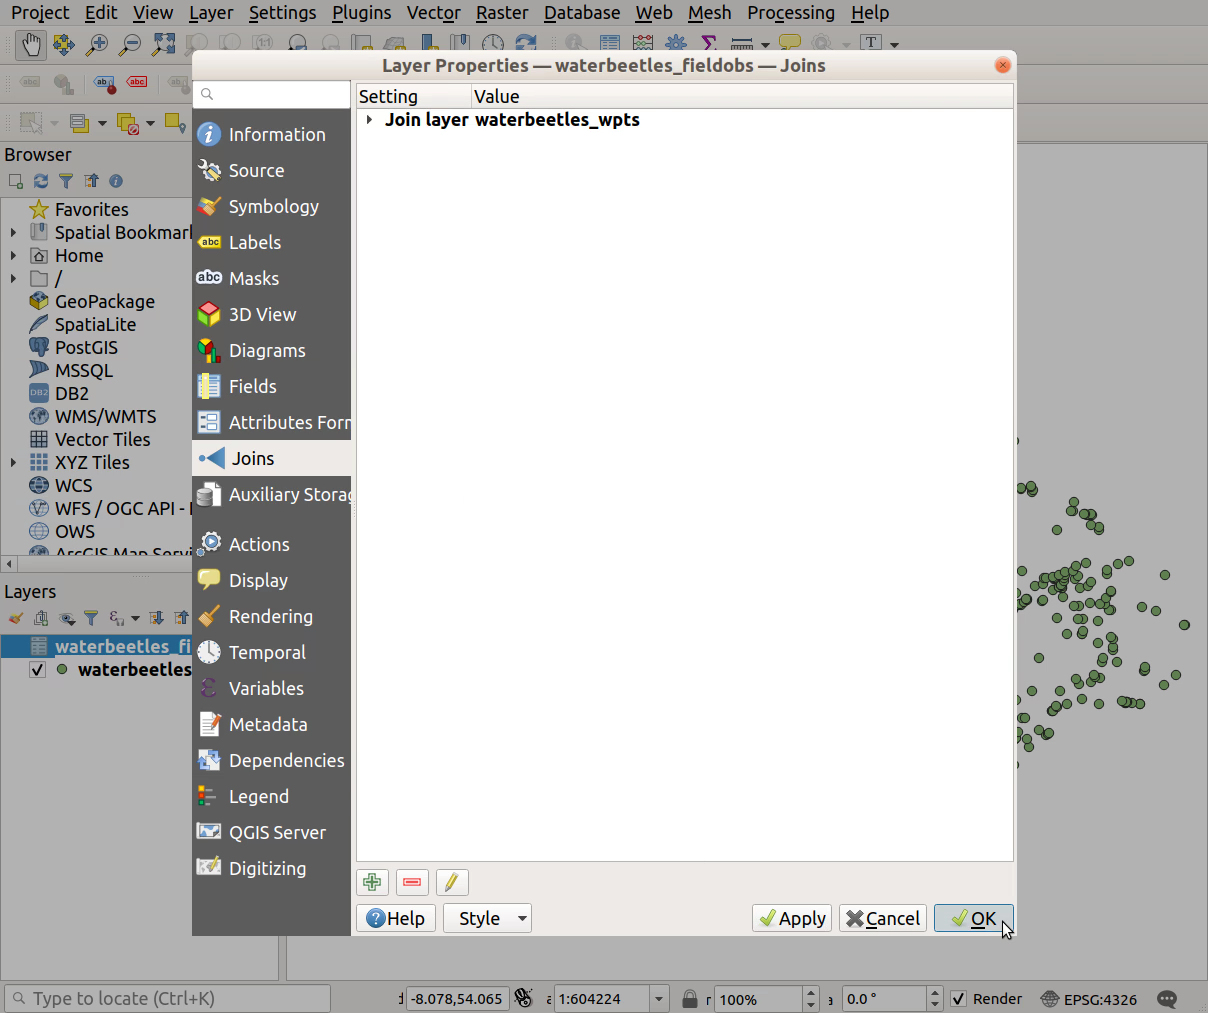 Project Edit View Layer Settings Plugins Vector Raster Database Web Mesh Processing Help
Layer Properties — waterbeetles_fieldobs — Joins
Setting Value
Join layer waterbeetles_wpts
Information
Source
Symbology
abc Labels
abc Masks
3D View
Diagrams
Fields
Attributes Form
Joins
Auxiliary Storag
Actions
Display
Rendering
Temporal
Variables
Metadata
Dependencies
Legend
QGIS Server
Digitizing
Help Style Apply Cancel OK
Browser
Favorites
Spatial Bookmark
Home
/
GeoPackage
SpatiaLite
PostGIS
MSSQL
DB2
WMS/WMTS
Vector Tiles
XYZ Tiles
WCS
WFS / OGC API -
OWS
ArcGIS Map Servi
Layers
waterbeetles_fi
waterbeetles
Type to locate (Ctrl+K) -8.078,54.065 1:604224 100% 0.0 ° Render EPSG:4326